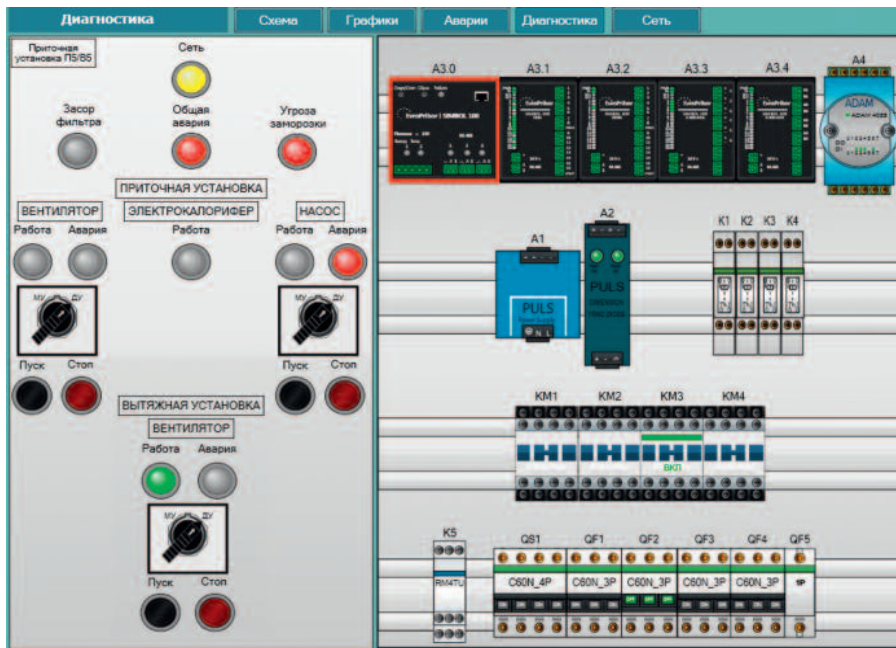 Диагностика
Схема
Графики
Аварии
Диагностика
Сеть
Приточная
установка П5/В5
Сеть
Засор
фильтра
Общая
авария
Угроза
заморозки
ПРИТОЧНАЯ УСТАНОВКА
ВЕНТИЛЯТОР
ЭЛЕКТРОКАЛОРИФЕР
НАСОС
Работа
Авария
Работа
Работа
Авария
МУ
ДУ
МУ
ДУ
Пуск
Стоп
Пуск
Стоп
ВЫТЯЖНАЯ УСТАНОВКА
ВЕНТИЛЯТОР
Работа
Авария
МУ
ДУ
Пуск
Стоп
A3.0
A3.1
A3.2
A3.3
A3.4
A4
ADAM
A1
A2
PULS
PULS
N L
K1
K2
K3
K4
KM1
KM2
KM3
KM4
ВКЛ
K5
RM4TU
QS1
QF1
QF2
QF3
QF4
QF5
C60N_4P
C60N_3P
C60N_3P
C60N_3P
C60N_3P
1P